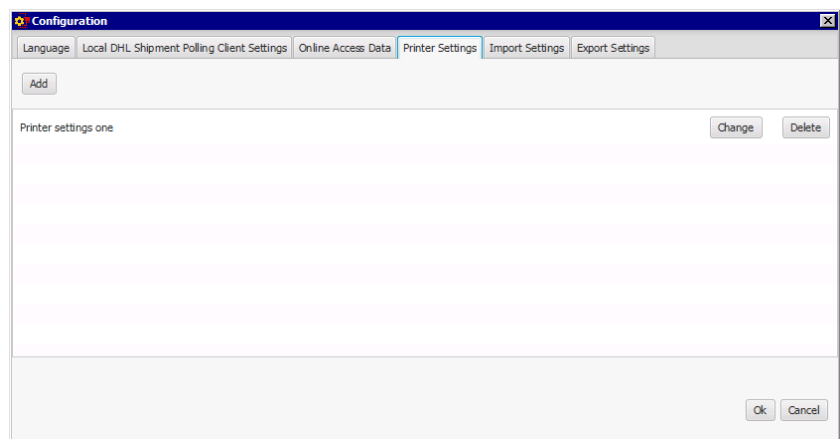 Configuration
Language Local DHL Shipment Polling Client Settings Online Access Data Printer Settings Import Settings Export Settings
Add
Printer settings one Change Delete
Ok Cancel